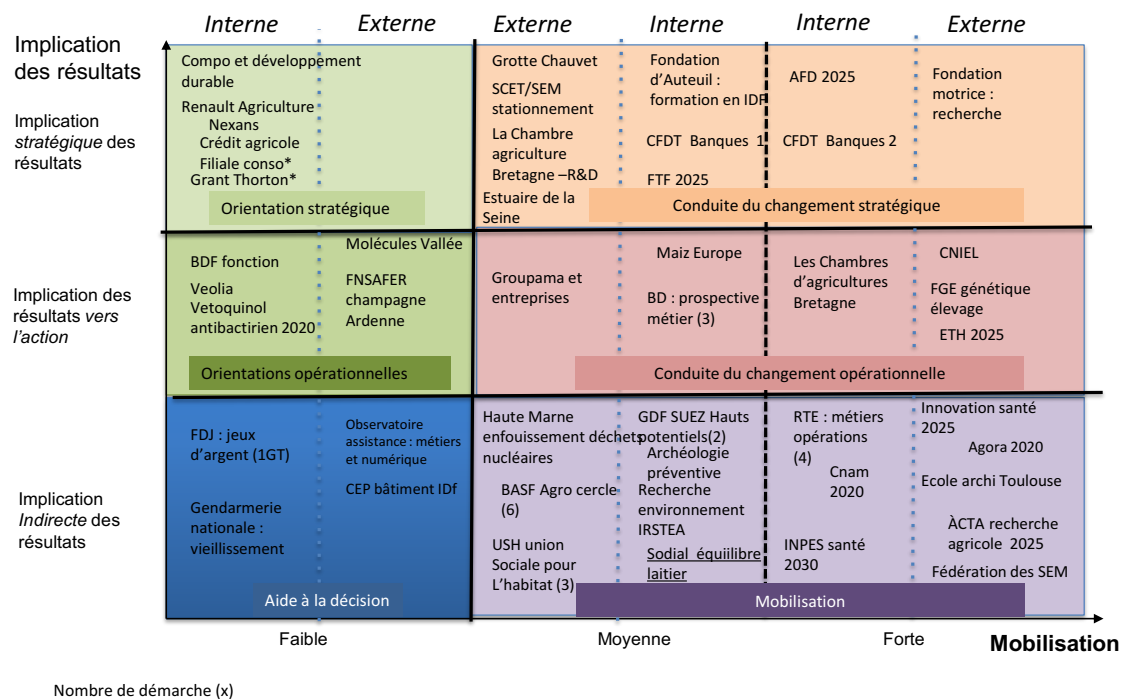 Interne
Externe
Externe
Interne
Interne
Externe
Implication
des résultats
Implication
stratégique des
résultats
Compo et développement
durable
Renault Agriculture
Nexans
Crédit agricole
Filiale conso*
Grant Thorton*
Orientation stratégique
Grotte Chauvet
SCET/SEM
stationnement
La Chambre
agriculture
Bretagne –R&D
Estuaire de la
Seine
Fondation
d’Auteuil :
formation en IDF
CFDT Banques 1
FTF 2025
AFD 2025
CFDT Banques 2
Fondation
motrice :
recherche
Conduite du changement stratégique
Implication des
résultats vers
l’action
BDF fonction
Veolia
Vetoquinol
antibactirien 2020
Molécules Vallée
FNSAFER
champagne
Ardenne
Orientations opérationnelles
Groupama et
entreprises
Maiz Europe
BD : prospective
métier (3)
Les Chambres
d’agricultures
Bretagne
CNIEL
FGE génétique
élevage
ETH 2025
Conduite du changement opérationnelle
Implication
Indirecte des
résultats
FDJ : jeux
d’argent (1GT)
Gendarmerie
nationale :
vieillissement
Observatoire
assistance : métiers
et numérique
CEP bâtiment IDf
Aide à la décision
Haute Marne
enfouissement déchets
nucléaires
BASF Agro cercle
(6)
USH union
Sociale pour
L’habitat (3)
GDF SUEZ Hauts
potentiels(2)
Archéologie
préventive
Recherche
environnement
IRSTEA
Sodial équiilibre
laitier
RTE : métiers
opérations
(4)
Cnam
2020
INPES santé
2030
Innovation santé
2025
Agora 2020
Ecole archi Toulouse
ÀCTA recherche
agricole 2025
Fédération des SEM
Mobilisation
Faible
Moyenne
Forte
Mobilisation
Nombre de démarche (x)